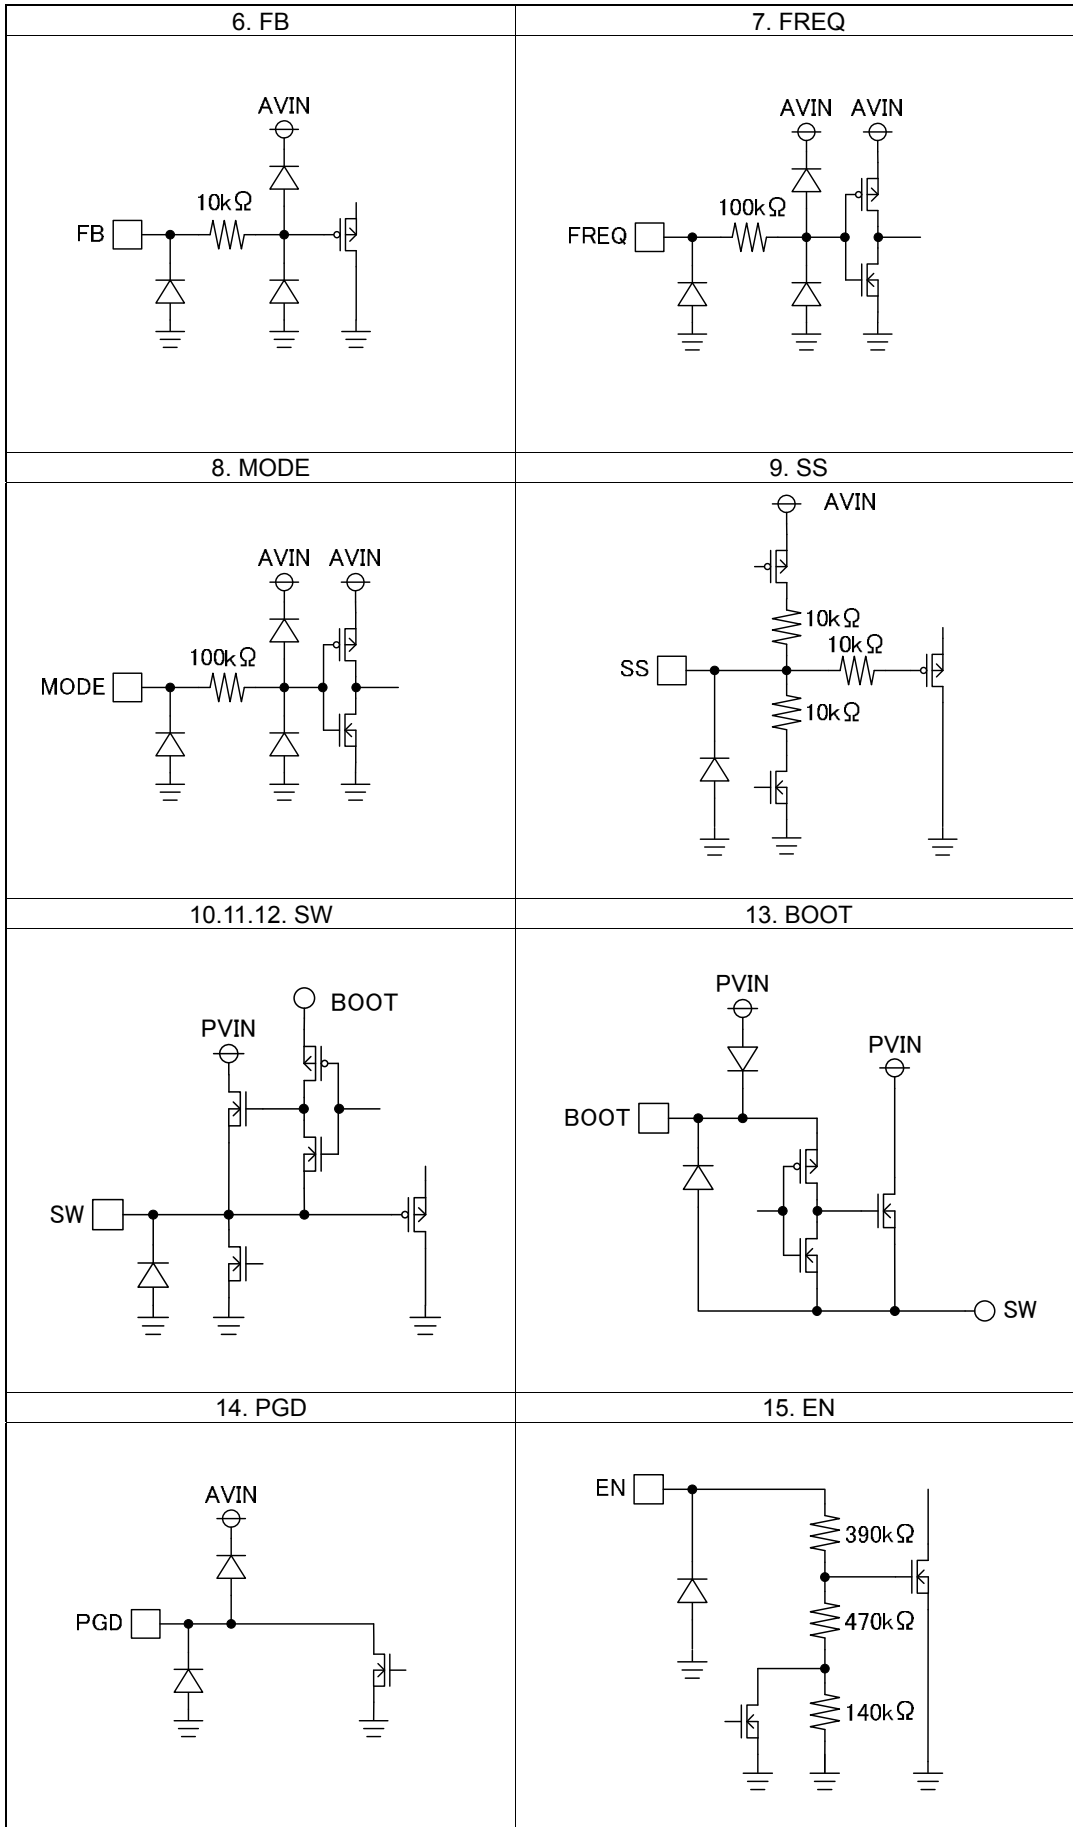 6. FB
7. FREQ
AVIN
10kΩ
FB
AVIN AVIN
100kΩ
FREQ
8. MODE
9. SS
AVIN AVIN
100kΩ
MODE
AVIN
10kΩ
10kΩ
SS
10kΩ
10.11.12. SW
13. BOOT
BOOT
PVIN
SW
PVIN
PVIN
BOOT
SW
14. PGD
15. EN
AVIN
PGD
EN
390kΩ
470kΩ
140kΩ